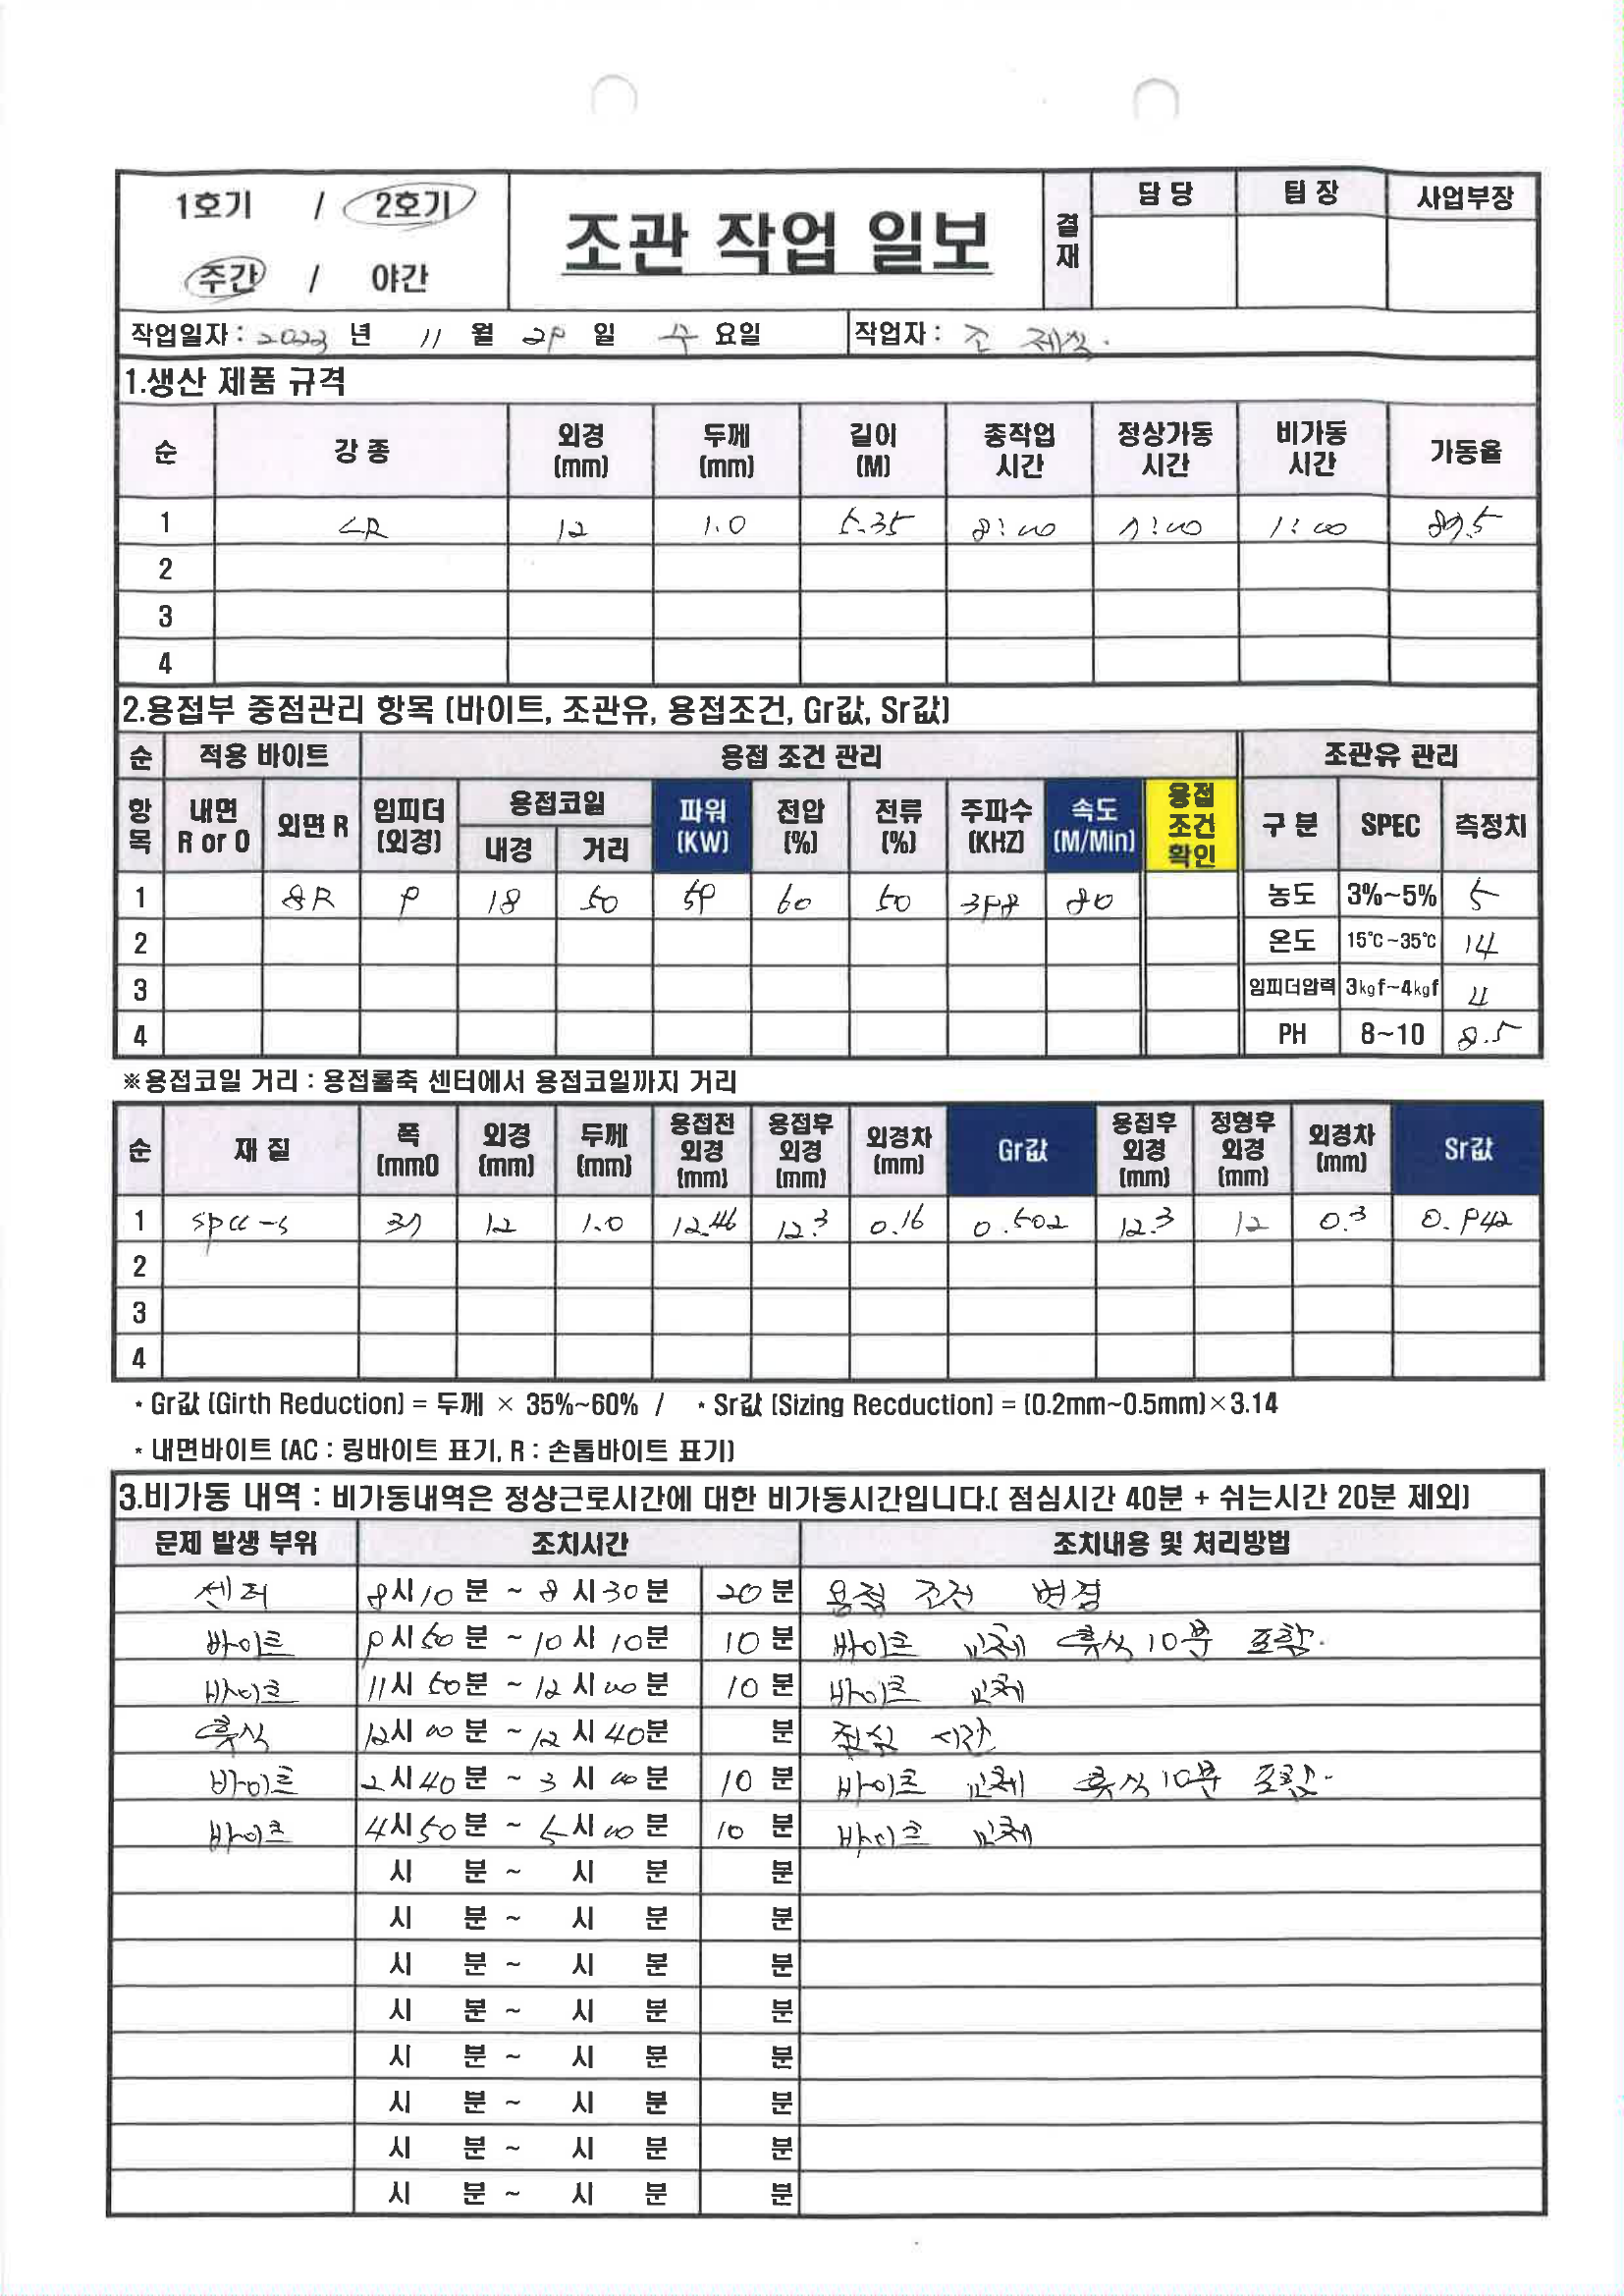 1호기 / 2호기
주간 / 야간
조관 작업 일보
결재
담당 팀장 사업부장
작업일자 : 2023 년 11 월 29 일 수 요일
작업자 : 조
1.생산 제품 규격
순 강종 외경 (mm) 두께 (mm) 길이 (M) 총작업 시간 정상가동 시간 비가동 시간 가동율
1 CR 12 1.0 5.35 8:00 7:00 1:00 87.5
2
3
4
2.용접부 중점관리 항목 (바이트, 조관유, 용접조건, Gr값, Sr값)
순 적용 바이트 용접 조건 관리 조관유 관리
항목 내면 R or O 외면 R 임피더 (외경) 용접코일 내경 거리 파워 (KW) 전압 (%) 전류 (%) 주파수 (KHZ) 속도 (M/Min) 용접 조건 확인 구분 SPEC 측정치
1 8R 9 18 50 59 60 50 398 80 농도 3%~5% 5
2 온도 15℃~35℃ 14
3 임피더압력 3kgf~4kgf 4
4 PH 8~10 8.5
※용접코일 거리 : 용접롤축 센터에서 용접코일까지 거리
순 재질 폭 (mm0 외경 (mm) 두께 (mm) 용접전 외경 (mm) 용접후 외경 (mm) 외경차 (mm) Gr값 용접후 외경 (mm) 정형후 외경 (mm) 외경차 (mm) Sr값
1 spcc-s 37 12 1.0 12.46 12.3 0.16 0.502 12.3 12 0.3 0.942
2
3
4
* Gr값 (Girth Reduction) = 두께 × 35%~60% / * Sr값 (Sizing Recduction) = (0.2mm~0.5mm)×3.14
* 내면바이트 (AC : 링바이트 표기, R : 손톱바이트 표기)
3.비가동 내역 : 비가동내역은 정상근로시간에 대한 비가동시간입니다.( 점심시간 40분 + 쉬는시간 20분 제외)
문제 발생 부위 조치시간 조치내용 및 처리방법
센터 8시10분 ~ 8시30분 20분 용접 조건 변경
바이트 9시50분 ~ 10시10분 10분 바이트 교체 휴식 10분 포함.
바이트 11시50분 ~ 12시00분 10분 바이트 교체
휴식 12시00분 ~ 12시40분 분 점심 시간
바이트 2시40분 ~ 3시00분 10분 바이트 교체 휴식 10분 포함.
바이트 4시50분 ~ 5시00분 10분 바이트 교체
시 분 ~ 시 분 분
시 분 ~ 시 분 분
시 분 ~ 시 분 분
시 분 ~ 시 분 분
시 분 ~ 시 분 분
시 분 ~ 시 분 분
시 분 ~ 시 분 분
시 분 ~ 시 분 분